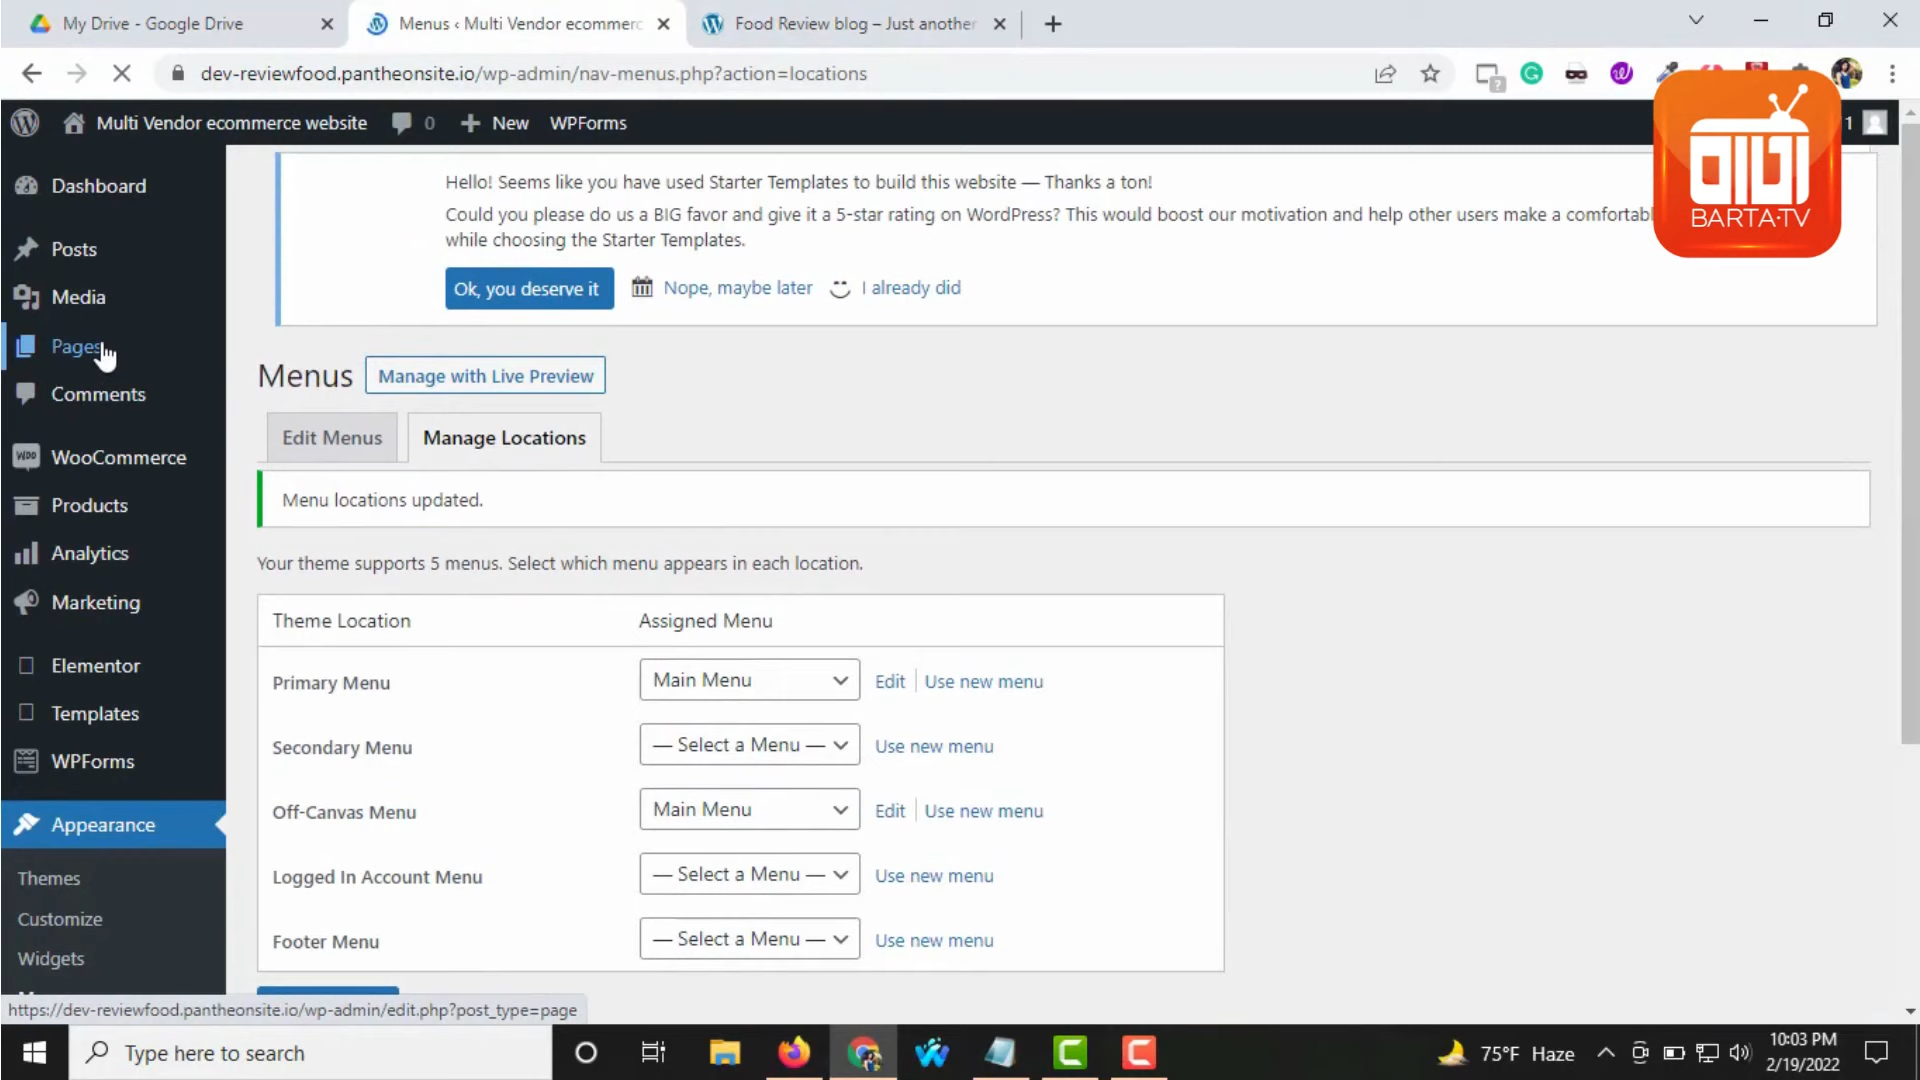 My Drive - Google Drive
Menus ‹ Multi Vendor ecommerc
Food Review blog – Just another
dev-reviewfood.pantheonsite.io/wp-admin/nav-menus.php?action=locations
Multi Vendor ecommerce website
0
New
WPForms
1
BARTA·TV
Dashboard
Posts
Media
Pages
Comments
WooCommerce
Products
Analytics
Marketing
Elementor
Templates
WPForms
Appearance
Themes
Customize
Widgets
Hello! Seems like you have used Starter Templates to build this website — Thanks a ton!
Could you please do us a BIG favor and give it a 5-star rating on WordPress? This would boost our motivation and help other users make a comfortabl
while choosing the Starter Templates.
Ok, you deserve it
Nope, maybe later
I already did
Menus
Manage with Live Preview
Edit Menus
Manage Locations
Menu locations updated.
Your theme supports 5 menus. Select which menu appears in each location.
Theme Location
Assigned Menu
Primary Menu
Main Menu
Edit
Use new menu
Secondary Menu
— Select a Menu —
Use new menu
Off-Canvas Menu
Main Menu
Edit
Use new menu
Logged In Account Menu
— Select a Menu —
Use new menu
Footer Menu
— Select a Menu —
Use new menu
https://dev-reviewfood.pantheonsite.io/wp-admin/edit.php?post_type=page
Type here to search
75°F Haze
10:03 PM
2/19/2022